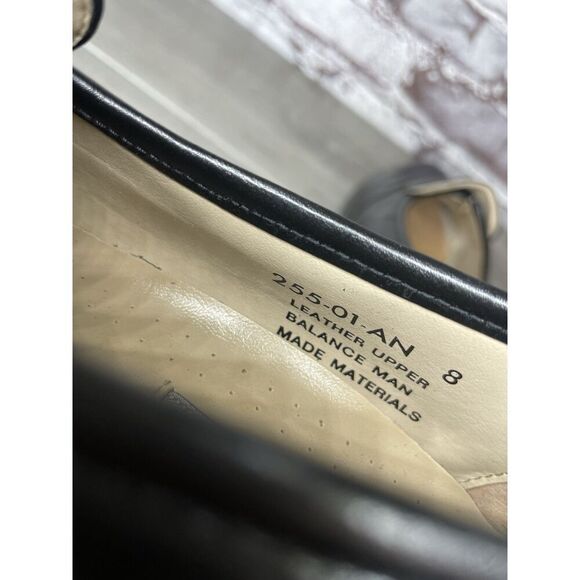 255-01-AN 8
LEATHER UPPER
BALANCE MAN
MADE MATERIALS